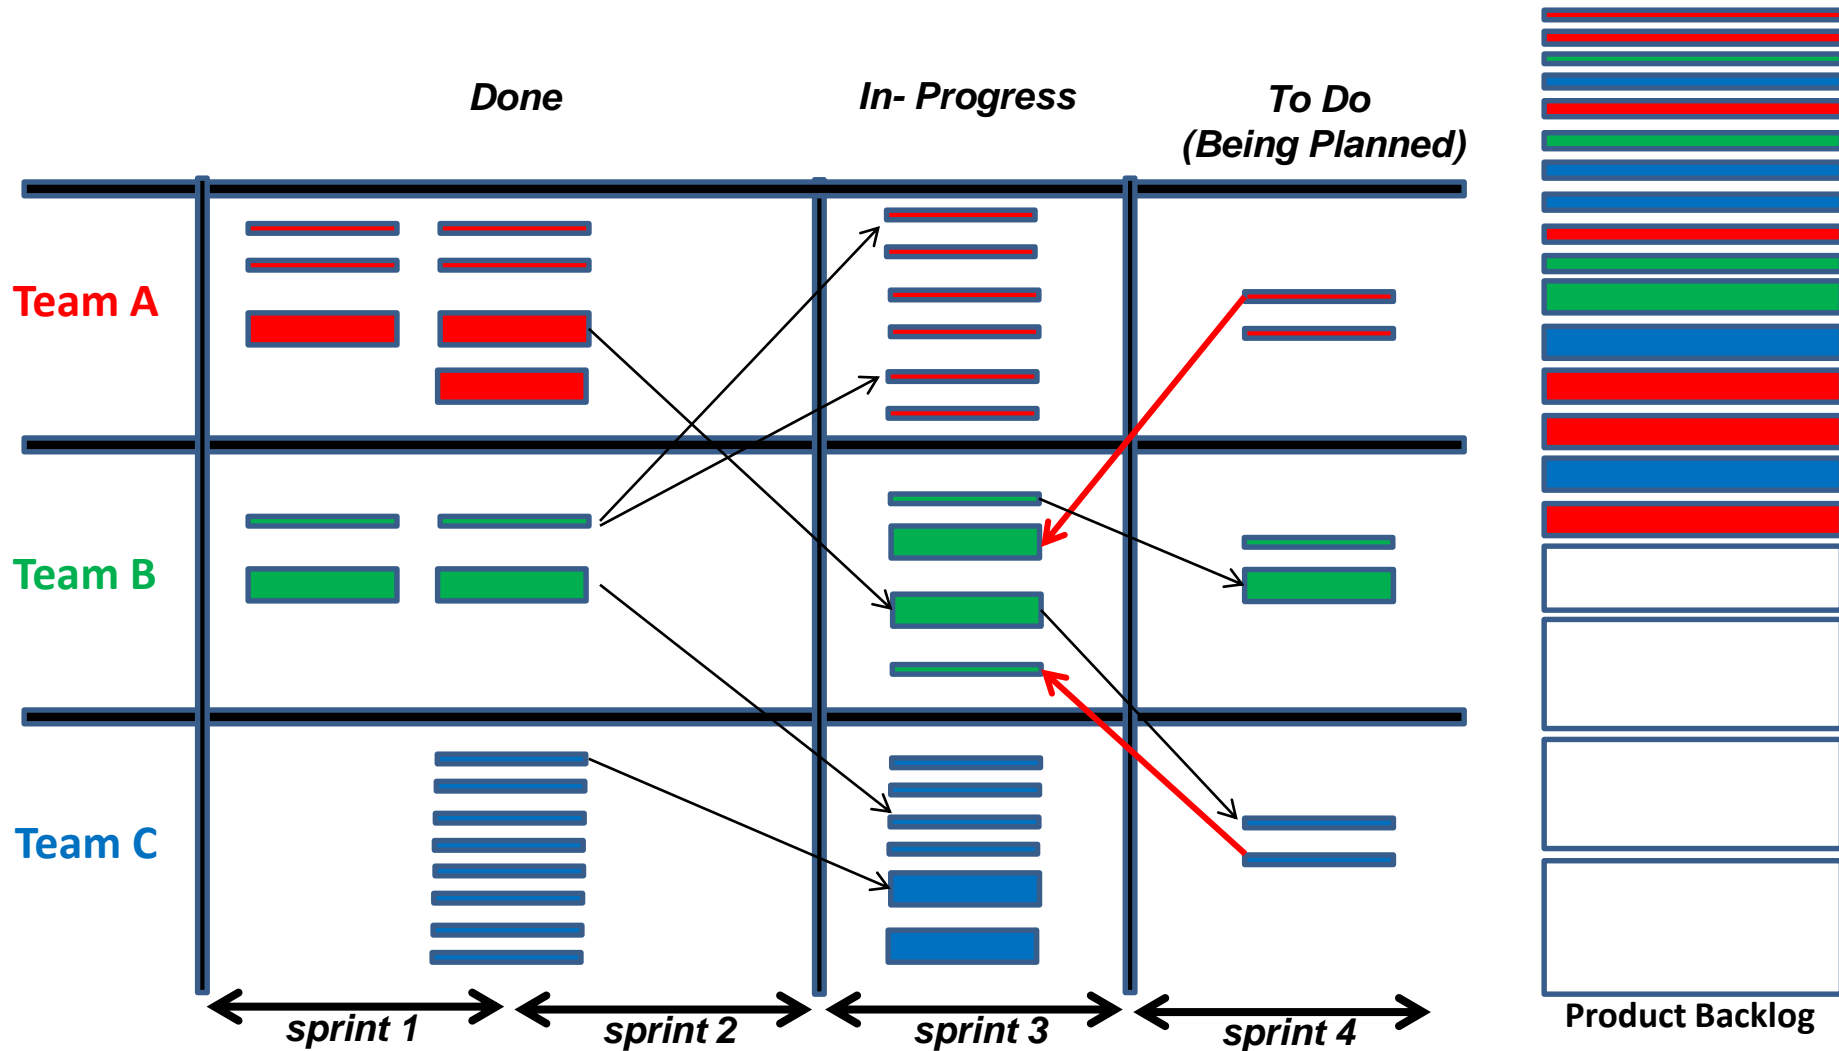 Done
In- Progress
To Do
(Being Planned)
Team A
Team B
Team C
sprint 1
sprint 2
sprint 3
sprint 4
Product Backlog